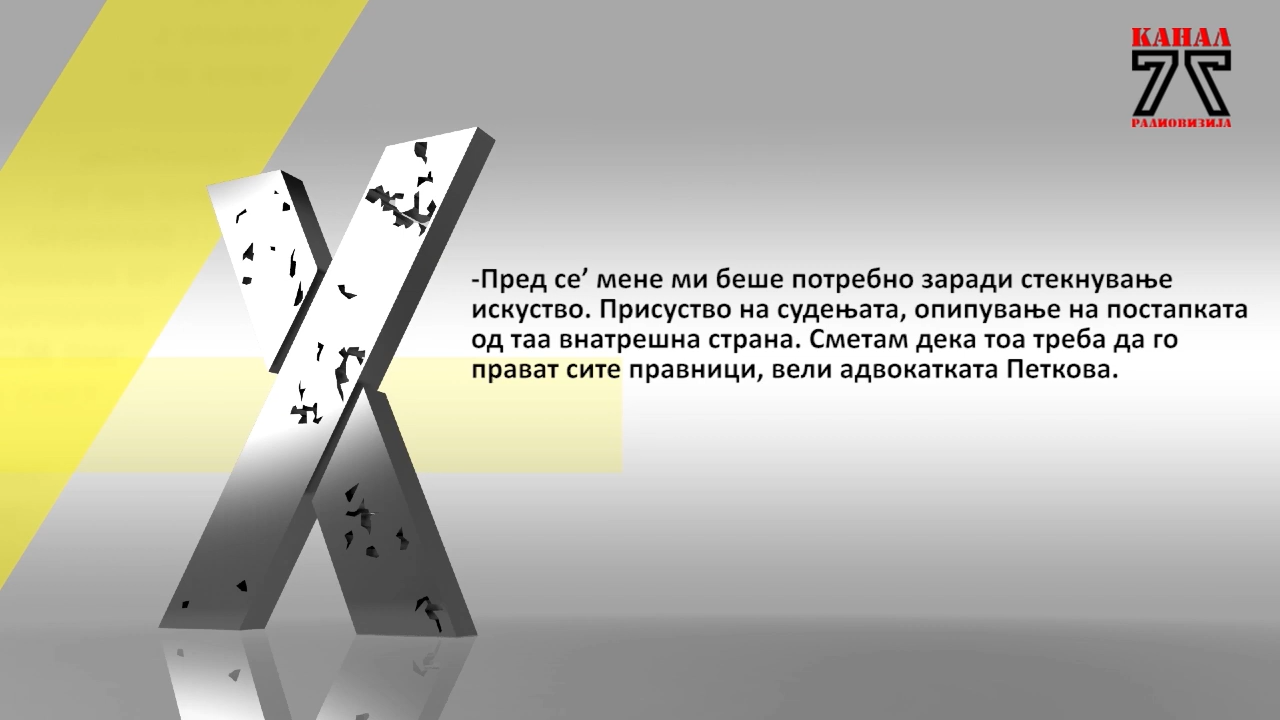 КАНАЛ
77
РАДИОВИЗИЈА
-Пред се’ мене ми беше потребно заради стекнување
искуство. Присуство на судењата, опипување на постапката
од таа внатрешна страна. Сметам дека тоа треба да го
прават сите правници, вели адвокатката Петкова.